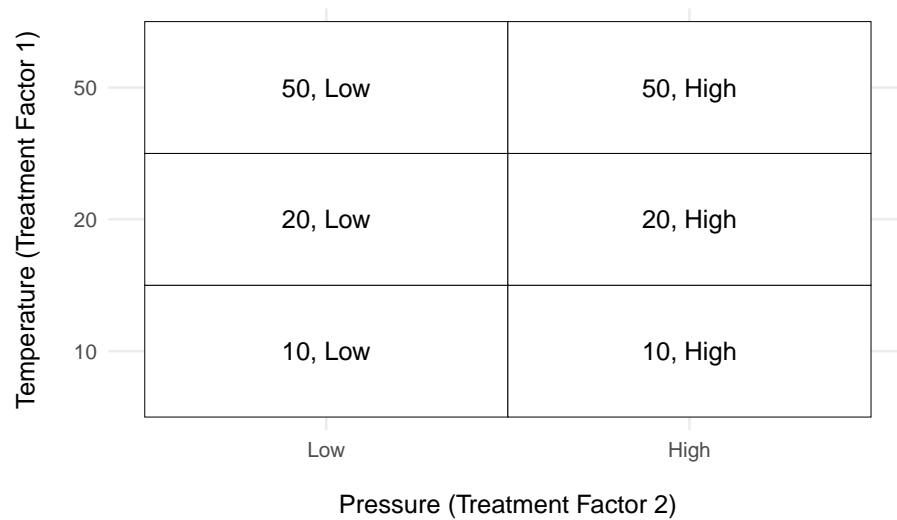 Temperature (Treatment Factor 1)
50
50, Low
50, High
20
20, Low
20, High
10
10, Low
10, High
Low
High
Pressure (Treatment Factor 2)